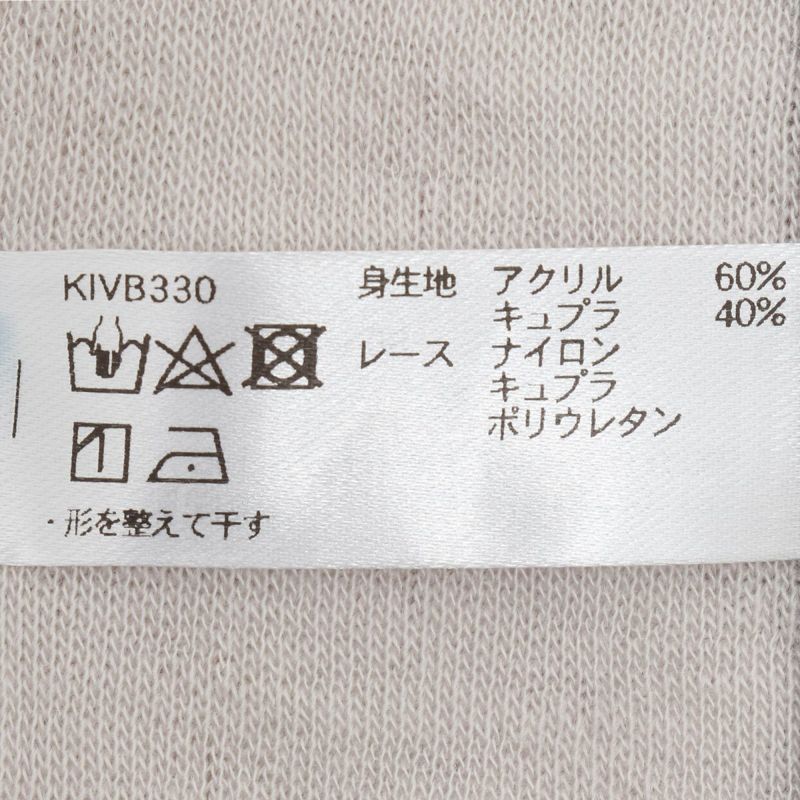 KIVB330
・形を整えて干す
身生地 アクリル 60%
キュプラ 40%
レース ナイロン
キュプラ
ポリウレタン